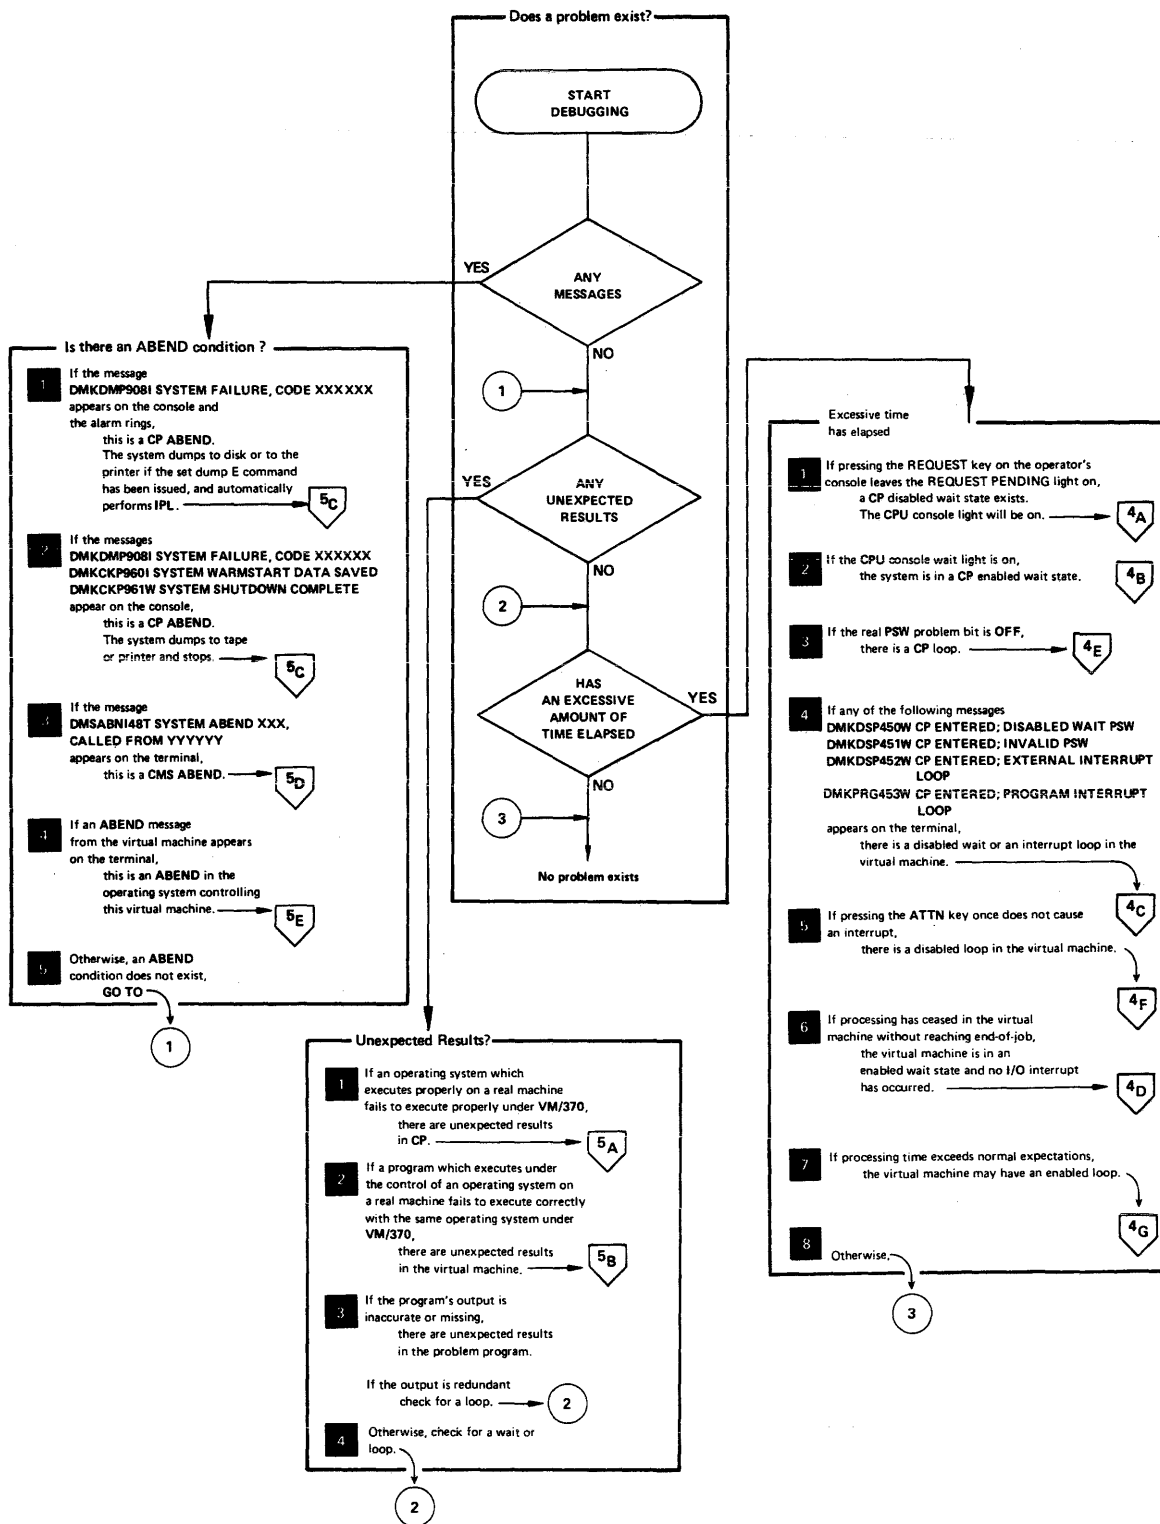 Does a problem exist?
START
DEBUGGING
YES
ANY
MESSAGES
NO
1
YES
ANY
UNEXPECTED
RESULTS
NO
2
HAS
AN EXCESSIVE
AMOUNT OF
TIME ELAPSED
YES
NO
3
No problem exists
Is there an ABEND condition ?
1
If the message
DMKDMP908I SYSTEM FAILURE, CODE XXXXXX
appears on the console and
the alarm rings,
this is a CP ABEND.
The system dumps to disk or to the
printer if the set dump E command
has been issued, and automatically
performs IPL.
5C
2
If the messages
DMKDMP908I SYSTEM FAILURE, CODE XXXXXX
DMKCKP960I SYSTEM WARMSTART DATA SAVED
DMKCKP961W SYSTEM SHUTDOWN COMPLETE
appear on the console,
this is a CP ABEND.
The system dumps to tape
or printer and stops.
5C
3
If the message
DMSABNI48T SYSTEM ABEND XXX,
CALLED FROM YYYYYY
appears on the terminal,
this is a CMS ABEND.
5D
4
If an ABEND message
from the virtual machine appears
on the terminal,
this is an ABEND in the
operating system controlling
this virtual machine.
5E
5
Otherwise, an ABEND
condition does not exist,
GO TO
1
Unexpected Results?
1
If an operating system which
executes properly on a real machine
fails to execute properly under VM/370,
there are unexpected results
in CP.
5A
2
If a program which executes under
the control of an operating system on
a real machine fails to execute correctly
with the same operating system under
VM/370,
there are unexpected results
in the virtual machine.
5B
3
If the program's output is
inaccurate or missing,
there are unexpected results
in the problem program.
If the output is redundant
check for a loop.
2
4
Otherwise, check for a wait or
loop.
2
Excessive time
has elapsed
1
If pressing the REQUEST key on the operator's
console leaves the REQUEST PENDING light on,
a CP disabled wait state exists.
The CPU console light will be on.
4A
2
If the CPU console wait light is on,
the system is in a CP enabled wait state.
4B
3
If the real PSW problem bit is OFF,
there is a CP loop.
4E
4
If any of the following messages
DMKDSP450W CP ENTERED; DISABLED WAIT PSW
DMKDSP451W CP ENTERED; INVALID PSW
DMKDSP452W CP ENTERED; EXTERNAL INTERRUPT
LOOP
DMKPRG453W CP ENTERED; PROGRAM INTERRUPT
LOOP
appears on the terminal,
there is a disabled wait or an interrupt loop in the
virtual machine.
4C
5
If pressing the ATTN key once does not cause
an interrupt,
there is a disabled loop in the virtual machine.
4F
6
If processing has ceased in the virtual
machine without reaching end-of-job,
the virtual machine is in an
enabled wait state and no I/O interrupt
has occurred.
4D
7
If processing time exceeds normal expectations,
the virtual machine may have an enabled loop.
4G
8
Otherwise,
3